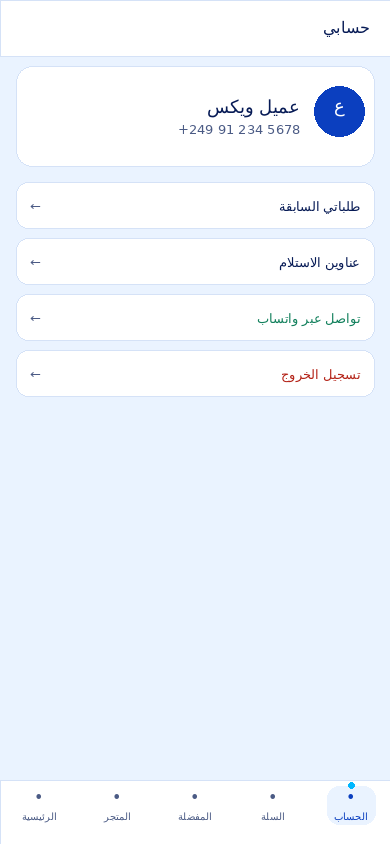 حسابي
ع
عميل ويكس
+249 91 234 5678
طلباتي السابقة ←
عناوين الاستلام ←
تواصل عبر واتساب ←
تسجيل الخروج ←
الحساب
السلة
المفضلة
المتجر
الرئيسية